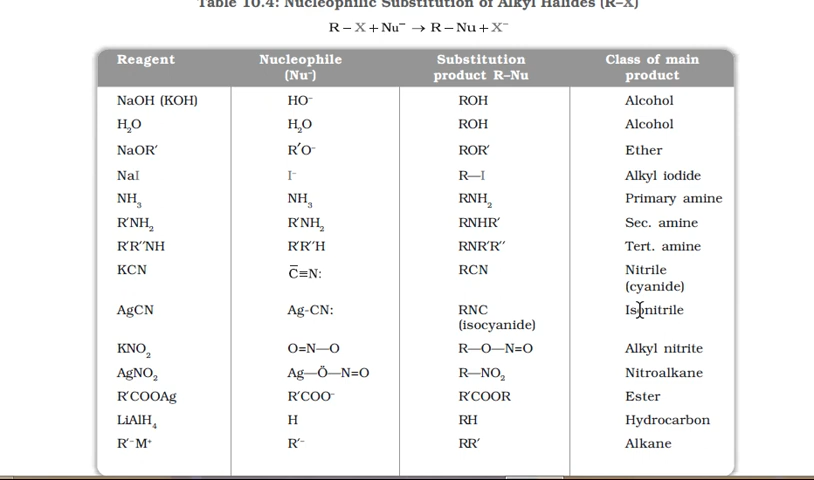 Table 10.4: Nucleophilic Substitution of Alkyl Halides (R–X)
R – X + Nu⁻ → R – Nu + X⁻
Reagent Nucleophile (Nu⁻) Substitution product R–Nu Class of main product
NaOH (KOH) HO⁻ ROH Alcohol
H₂O H₂O ROH Alcohol
NaOR′ R′O⁻ ROR′ Ether
NaI I⁻ R—I Alkyl iodide
NH₃ NH₃ RNH₂ Primary amine
R′NH₂ R′NH₂ RNHR′ Sec. amine
R′R′′NH R′R′′H RNR′R′′ Tert. amine
KCN C̅≡N: RCN Nitrile (cyanide)
AgCN Ag-CN: RNC (isocyanide) Isonitrile
KNO₂ O=N—O R—O—N=O Alkyl nitrite
AgNO₂ Ag—Ö—N=O R—NO₂ Nitroalkane
R′COOAg R′COO⁻ R′COOR Ester
LiAlH₄ H RH Hydrocarbon
R′⁻M⁺ R′⁻ RR′ Alkane